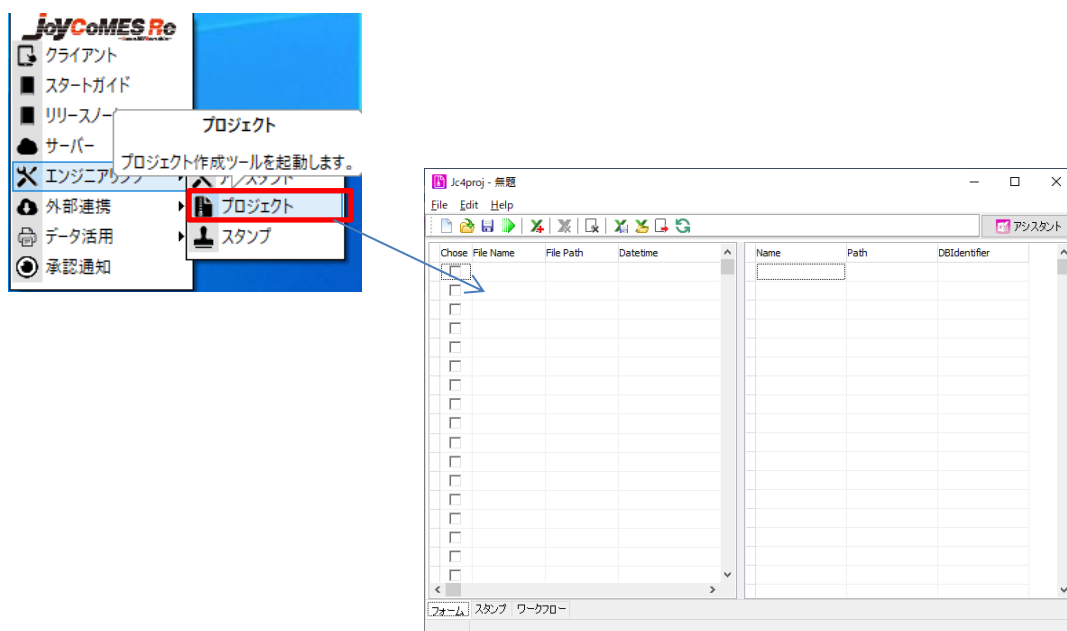 JoyCoMES Re
クライアント
スタートガイド
リリースノー
プロジェクト
サーバー
プロジェクト作成ツールを起動します。
エンジニアリング
アシスタント
外部連携
プロジェクト
データ活用
スタンプ
承認通知
Jc4proj - 無題
File Edit Help
アシスタント
Chose File Name File Path Datetime
Name Path DBIdentifier
フォーム スタンプ ワークフロー